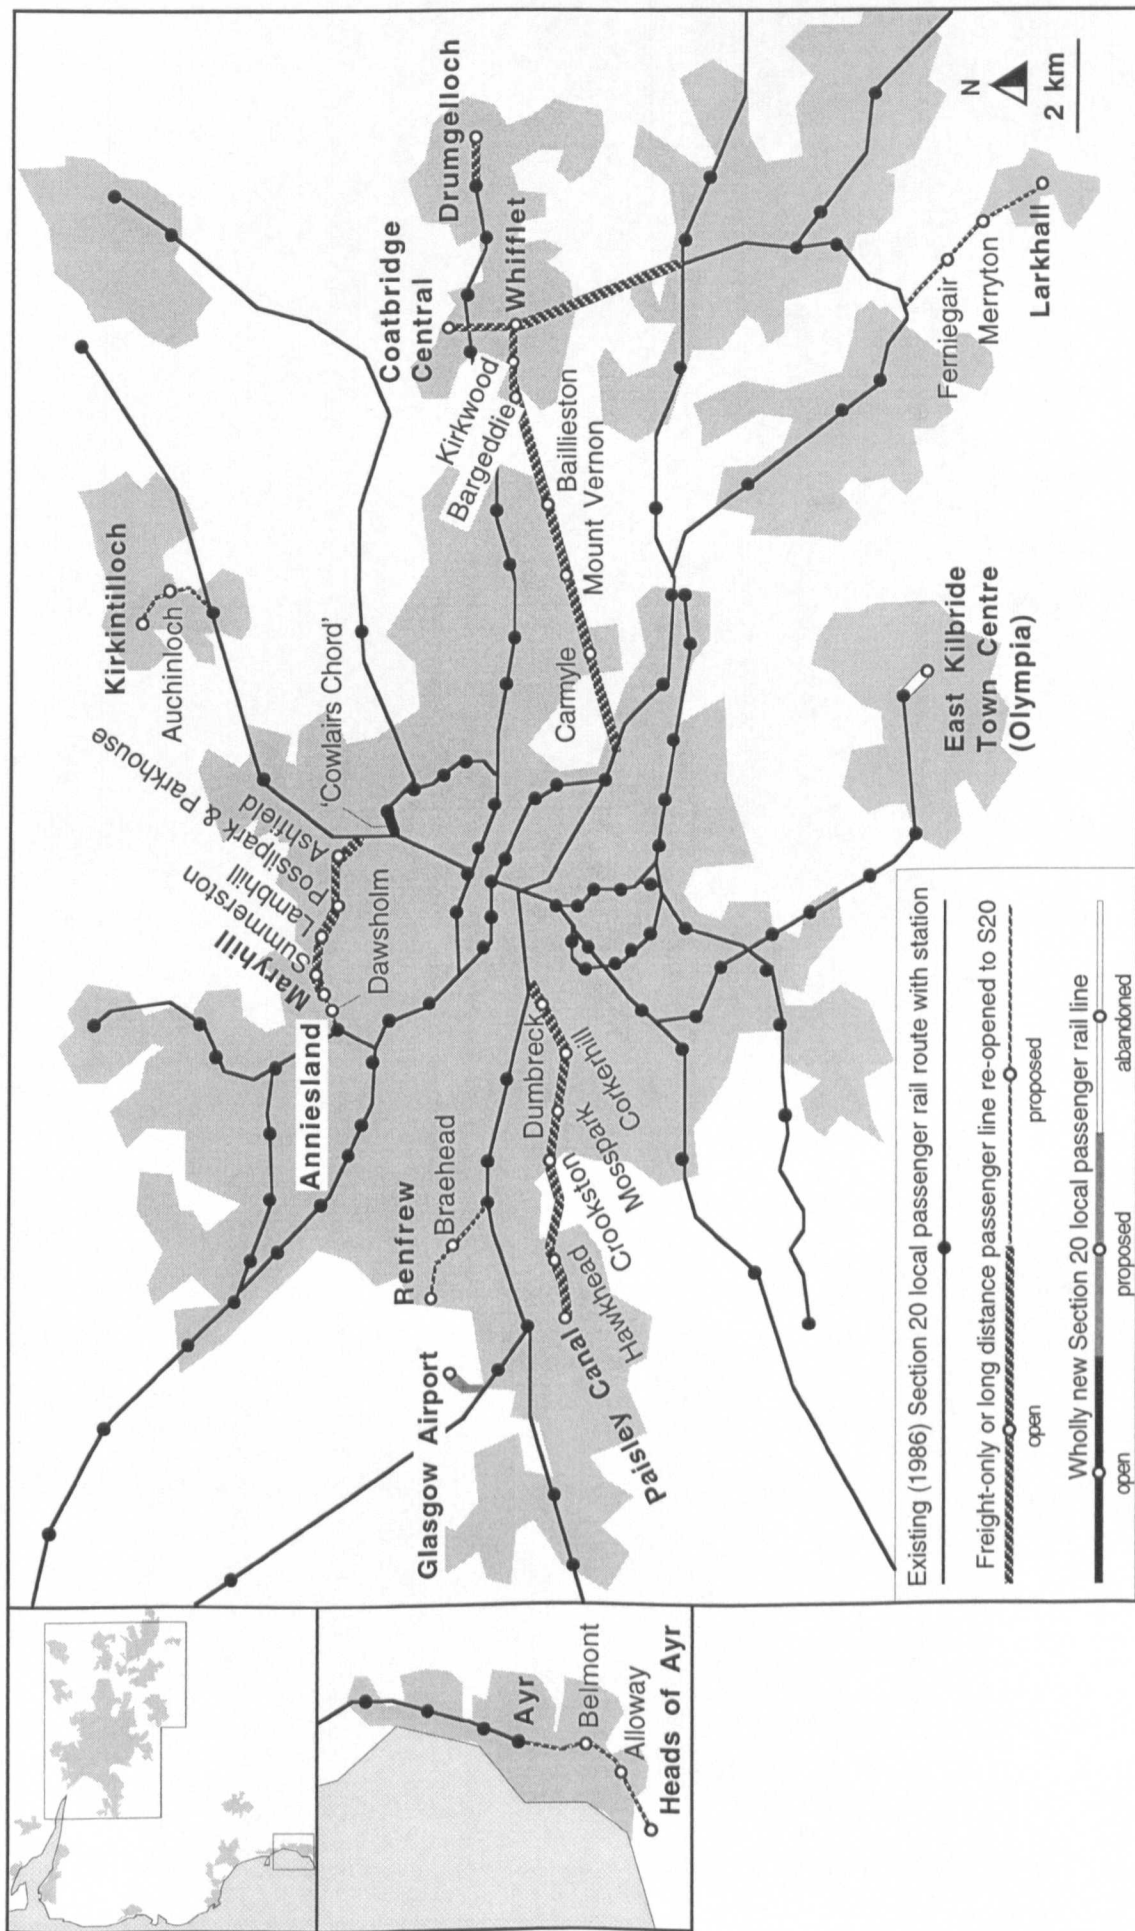 Kirkintilloch
Auchinloch
Possilpark & Parkhouse
Ashfield
Lambhill
Summerston
Maryhill
Dawsholm
Anniesland
'Cowlairs Chord'
Coatbridge
Central
Drumgelloch
Whifflet
Kirkwood
Bargeddie
Baillieston
Mount Vernon
Carmyle
Renfrew
Braehead
Glasgow Airport
Dumbreck
Corkerhill
Mosspark
Crookston
Hawkhead
Paisley Canal
East Kilbride
Town Centre
(Olympia)
Ferniegair
Merryton
Larkhall
N
2 km
Ayr
Belmont
Alloway
Heads of Ayr
Existing (1986) Section 20 local passenger rail route with station
Freight-only or long distance passenger line re-opened to S20
open
proposed
Wholly new Section 20 local passenger rail line
open
proposed
abandoned